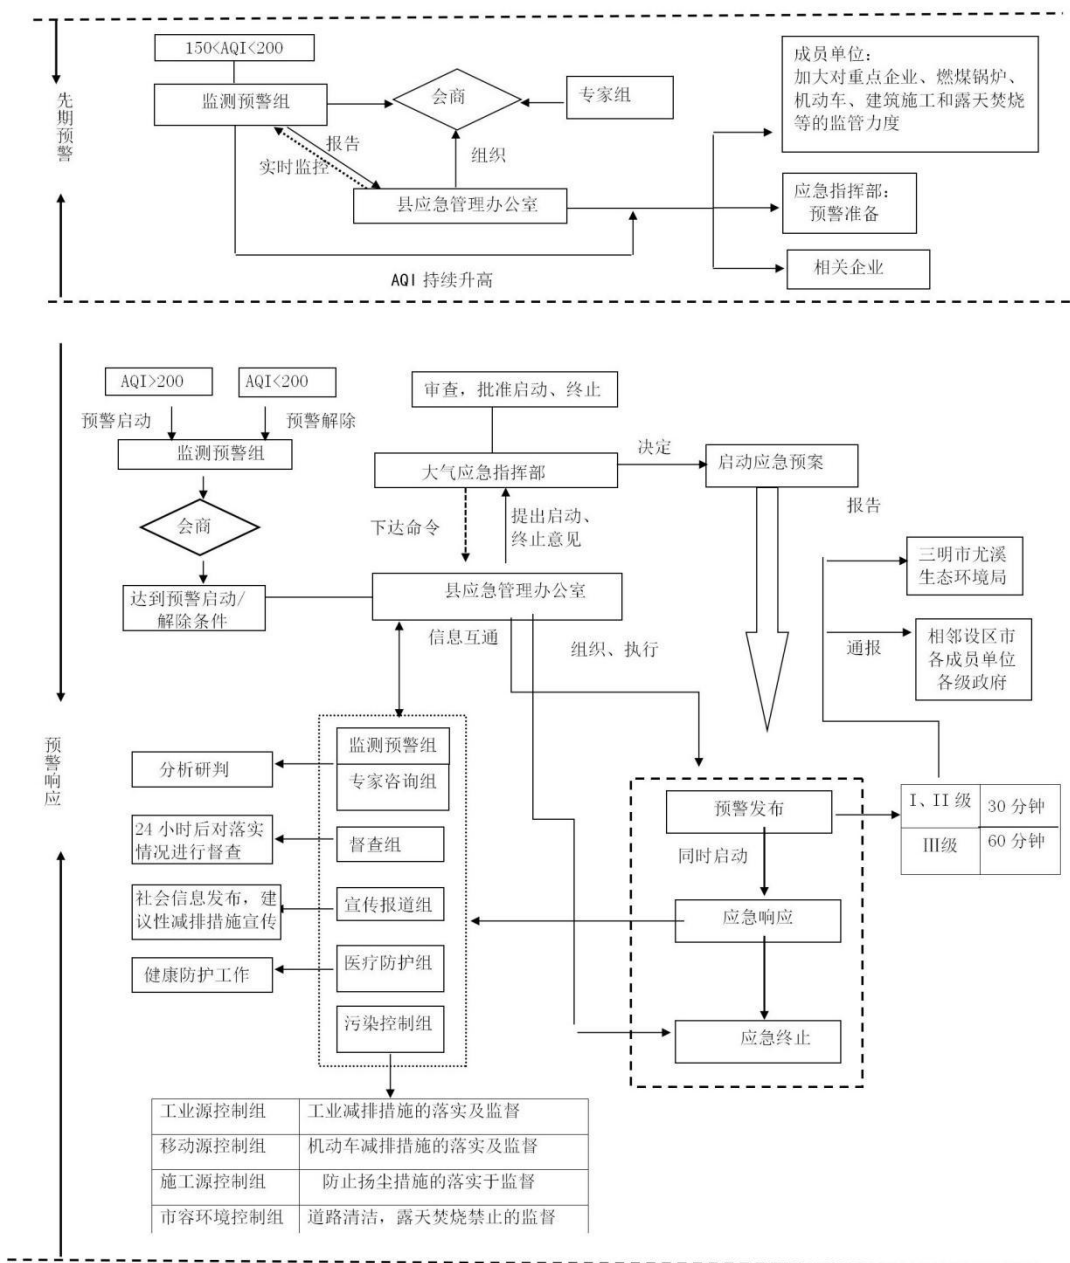 先期预警
150<AQI<200
监测预警组
会商
专家组
报告
实时监控
组织
县应急管理办公室
AQI 持续升高
成员单位：
加大对重点企业、燃煤锅炉、
机动车、建筑施工和露天焚烧
等的监管力度
应急指挥部：
预警准备
相关企业
预警响应
AQI>200
AQI<200
预警启动
预警解除
监测预警组
会商
达到预警启动/
解除条件
审查，批准启动、终止
大气应急指挥部
决定
启动应急预案
下达命令
提出启动、
终止意见
县应急管理办公室
信息互通
组织、执行
报告
三明市尤溪
生态环境局
通报
相邻设区市
各成员单位
各级政府
监测预警组
专家咨询组
分析研判
24 小时后对落实
情况进行督查
督查组
社会信息发布，建
议性减排措施宣传
宣传报道组
健康防护工作
医疗防护组
污染控制组
预警发布
同时启动
应急响应
应急终止
I、II 级
30 分钟
III级
60 分钟
工业源控制组
工业减排措施的落实及监督
移动源控制组
机动车减排措施的落实及监督
施工源控制组
防止扬尘措施的落实于监督
市容环境控制组
道路清洁，露天焚烧禁止的监督